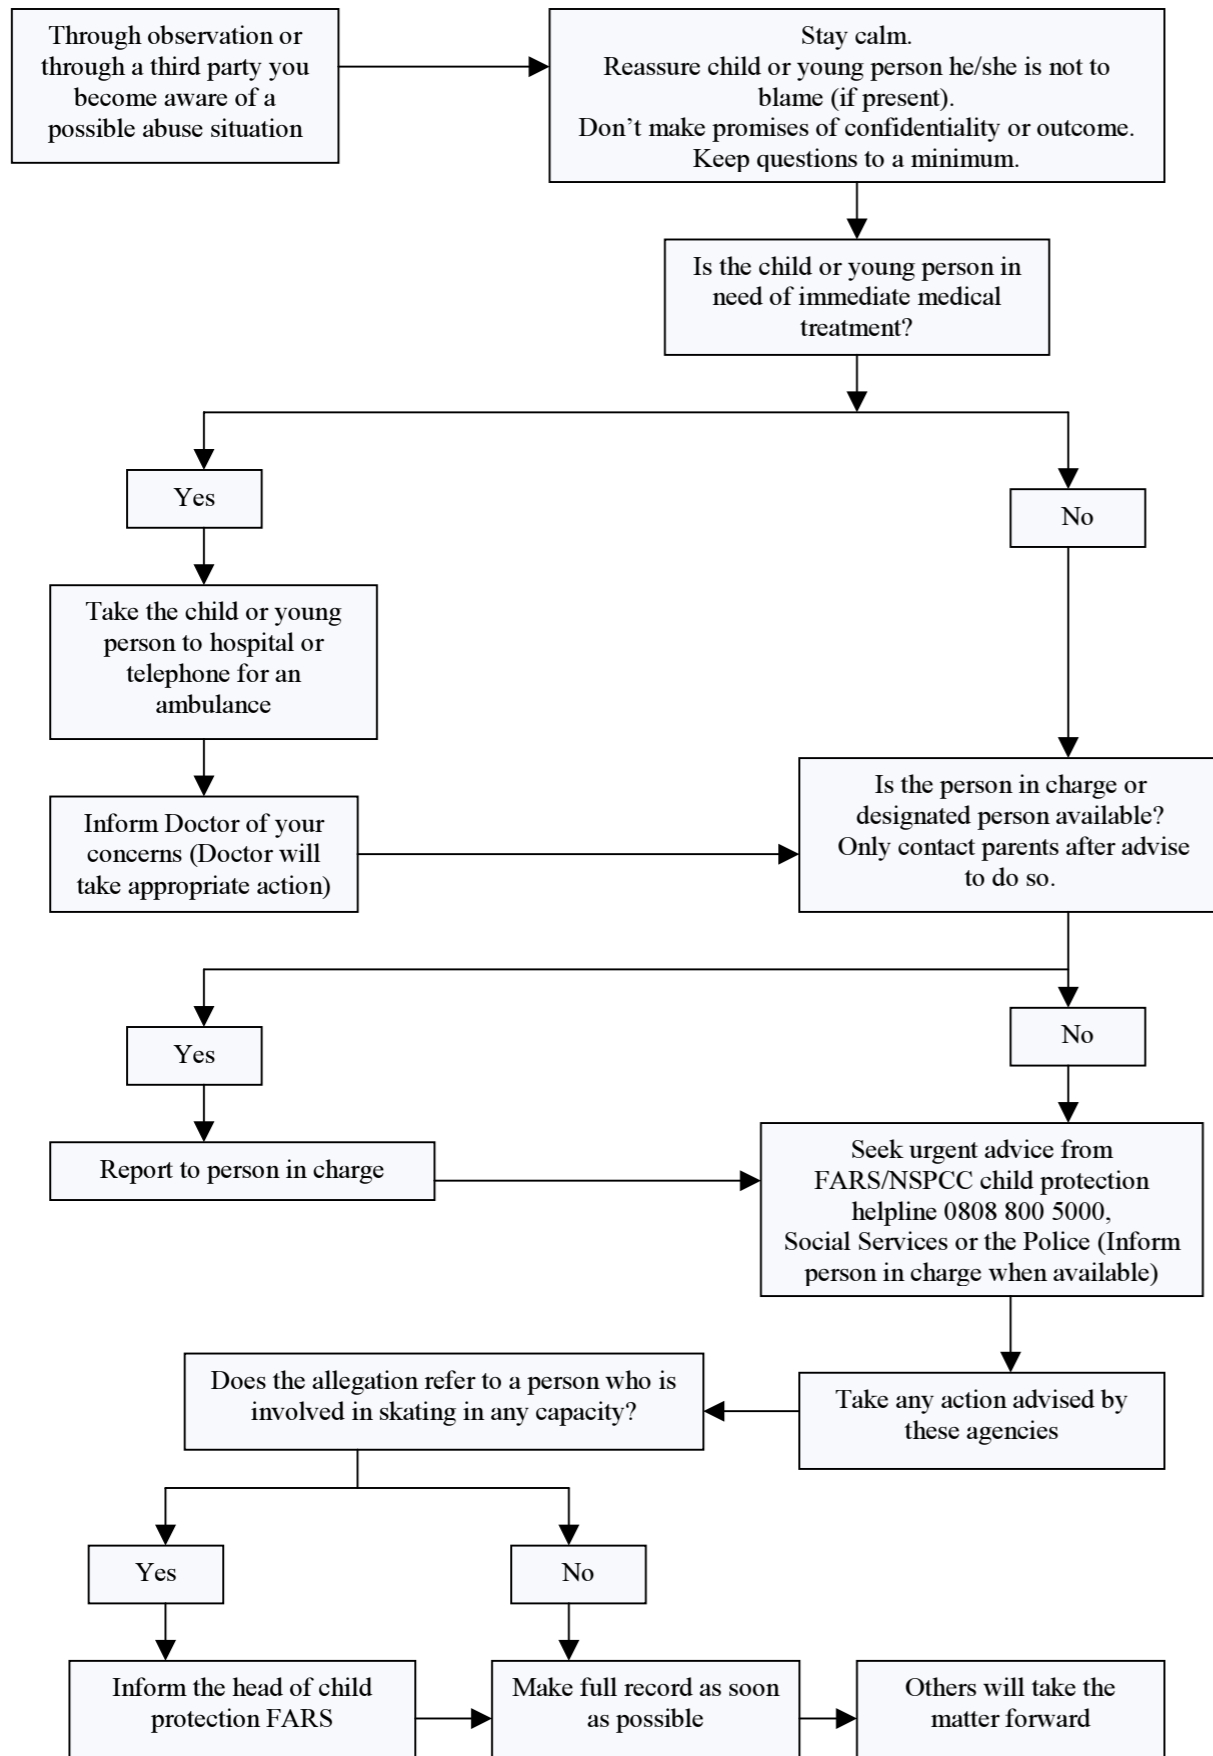 Through observation or
through a third party you
become aware of a
possible abuse situation
Stay calm.
Reassure child or young person he/she is not to
blame (if present).
Don’t make promises of confidentiality or outcome.
Keep questions to a minimum.
Is the child or young person in
need of immediate medical
treatment?
Yes
No
Take the child or young
person to hospital or
telephone for an
ambulance
Inform Doctor of your
concerns (Doctor will
take appropriate action)
Is the person in charge or
designated person available?
Only contact parents after advise
to do so.
Yes
No
Report to person in charge
Seek urgent advice from
FARS/NSPCC child protection
helpline 0808 800 5000,
Social Services or the Police (Inform
person in charge when available)
Take any action advised by
these agencies
Does the allegation refer to a person who is
involved in skating in any capacity?
Yes
No
Inform the head of child
protection FARS
Make full record as soon
as possible
Others will take the
matter forward